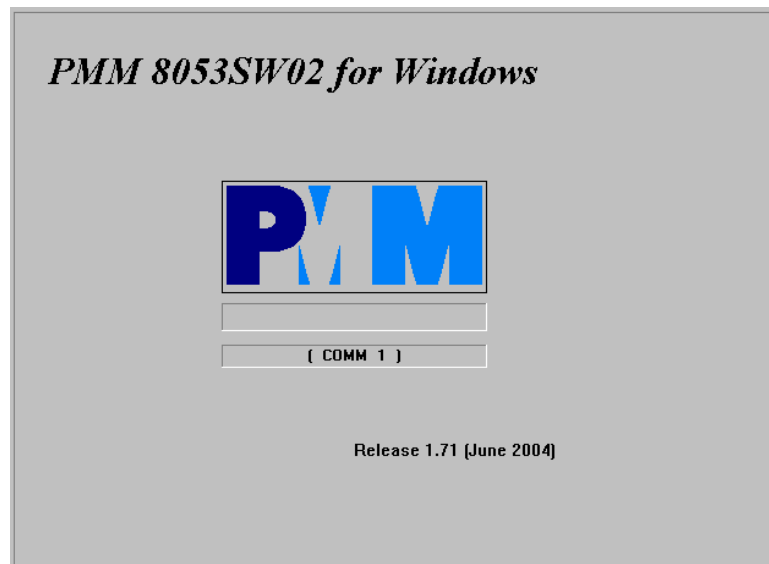 PMM 8053SW02 for Windows
PMM
( COMM 1 )
Release 1.71 (June 2004)